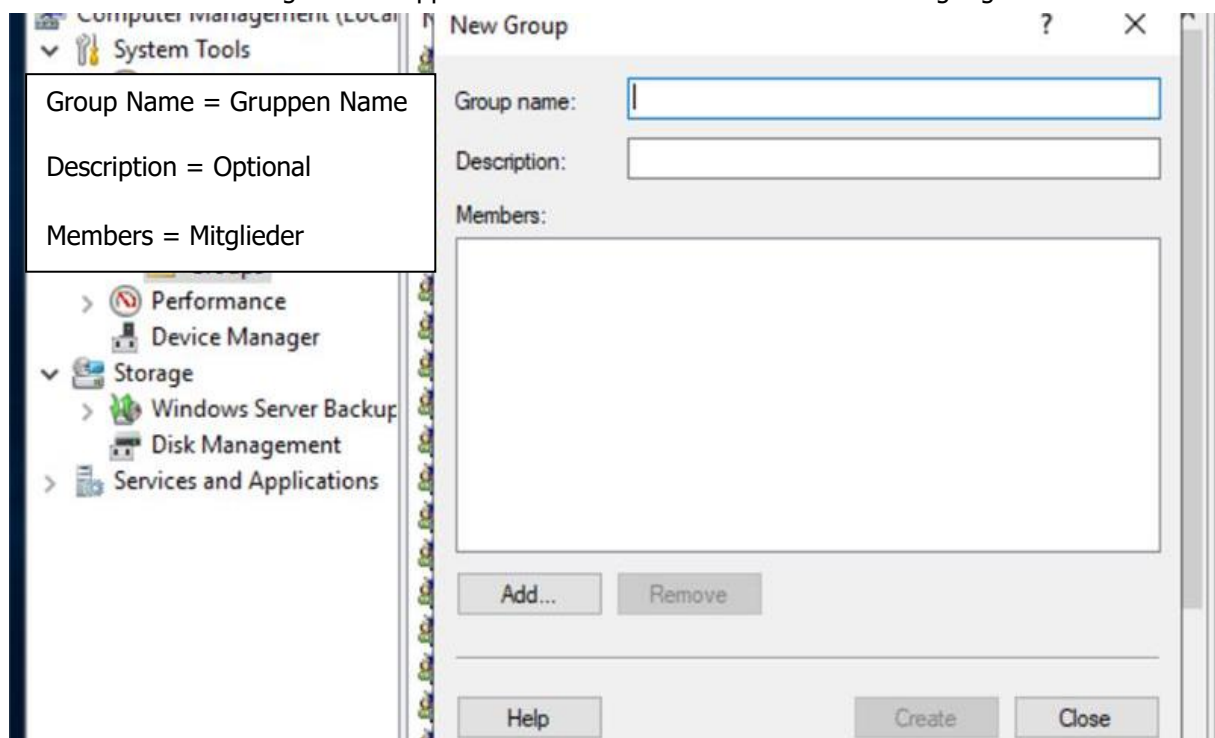 Computer Management (Local
System Tools
Group Name = Gruppen Name
Description = Optional
Members = Mitglieder
Groups
Performance
Device Manager
Storage
Windows Server Backup
Disk Management
Services and Applications
New Group
?
Group name:
Description:
Members:
Add...
Remove
Help
Create
Close